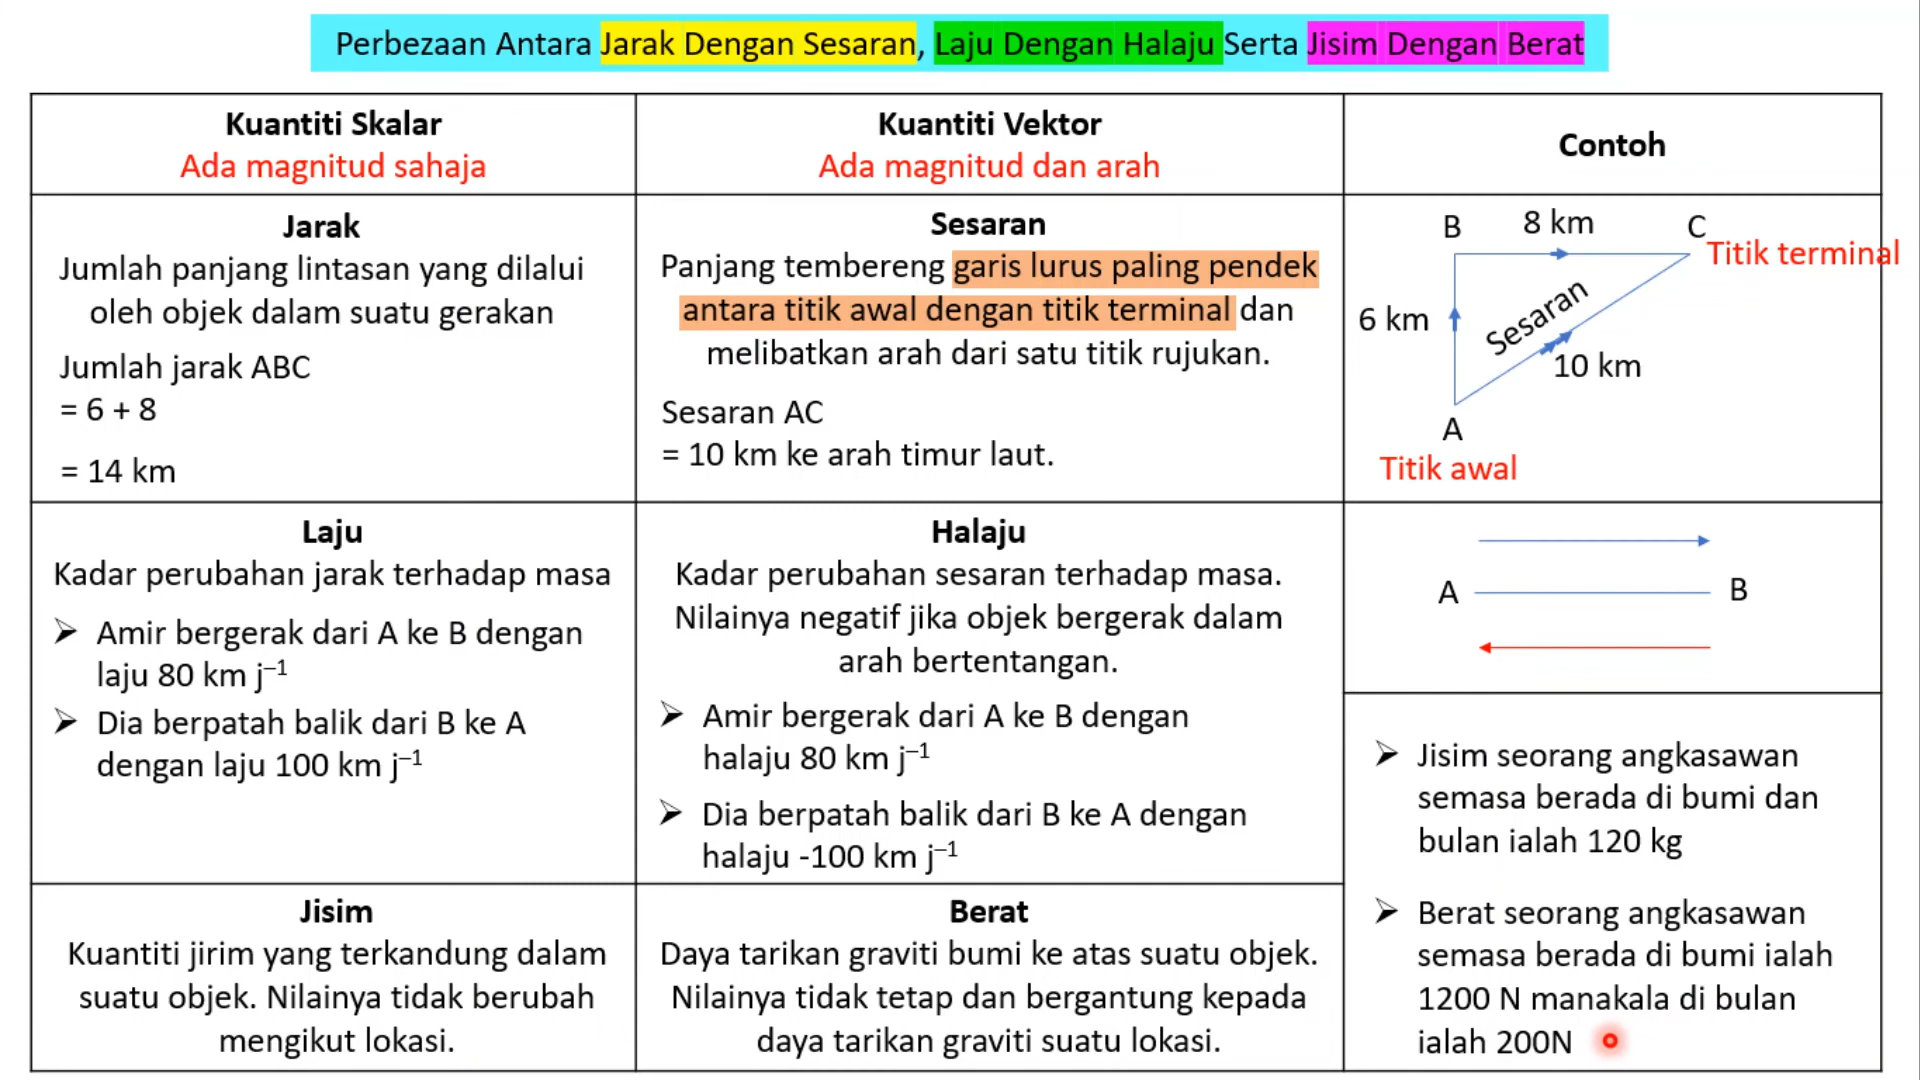 Perbezaan Antara Jarak Dengan Sesaran, Laju Dengan Halaju Serta Jisim Dengan Berat
Kuantiti Skalar
Ada magnitud sahaja
Kuantiti Vektor
Ada magnitud dan arah
Contoh
Jarak
Jumlah panjang lintasan yang dilalui
oleh objek dalam suatu gerakan
Jumlah jarak ABC
= 6 + 8
= 14 km
Sesaran
Panjang tembereng garis lurus paling pendek
antara titik awal dengan titik terminal dan
melibatkan arah dari satu titik rujukan.
Sesaran AC
= 10 km ke arah timur laut.
B 8 km C
Titik terminal
6 km
Sesaran
10 km
A
Titik awal
Laju
Kadar perubahan jarak terhadap masa
➢ Amir bergerak dari A ke B dengan
laju 80 km j⁻¹
➢ Dia berpatah balik dari B ke A
dengan laju 100 km j⁻¹
Halaju
Kadar perubahan sesaran terhadap masa.
Nilainya negatif jika objek bergerak dalam
arah bertentangan.
➢ Amir bergerak dari A ke B dengan
halaju 80 km j⁻¹
➢ Dia berpatah balik dari B ke A dengan
halaju -100 km j⁻¹
A B
Jisim
Kuantiti jirim yang terkandung dalam
suatu objek. Nilainya tidak berubah
mengikut lokasi.
Berat
Daya tarikan graviti bumi ke atas suatu objek.
Nilainya tidak tetap dan bergantung kepada
daya tarikan graviti suatu lokasi.
➢ Jisim seorang angkasawan
semasa berada di bumi dan
bulan ialah 120 kg
➢ Berat seorang angkasawan
semasa berada di bumi ialah
1200 N manakala di bulan
ialah 200N